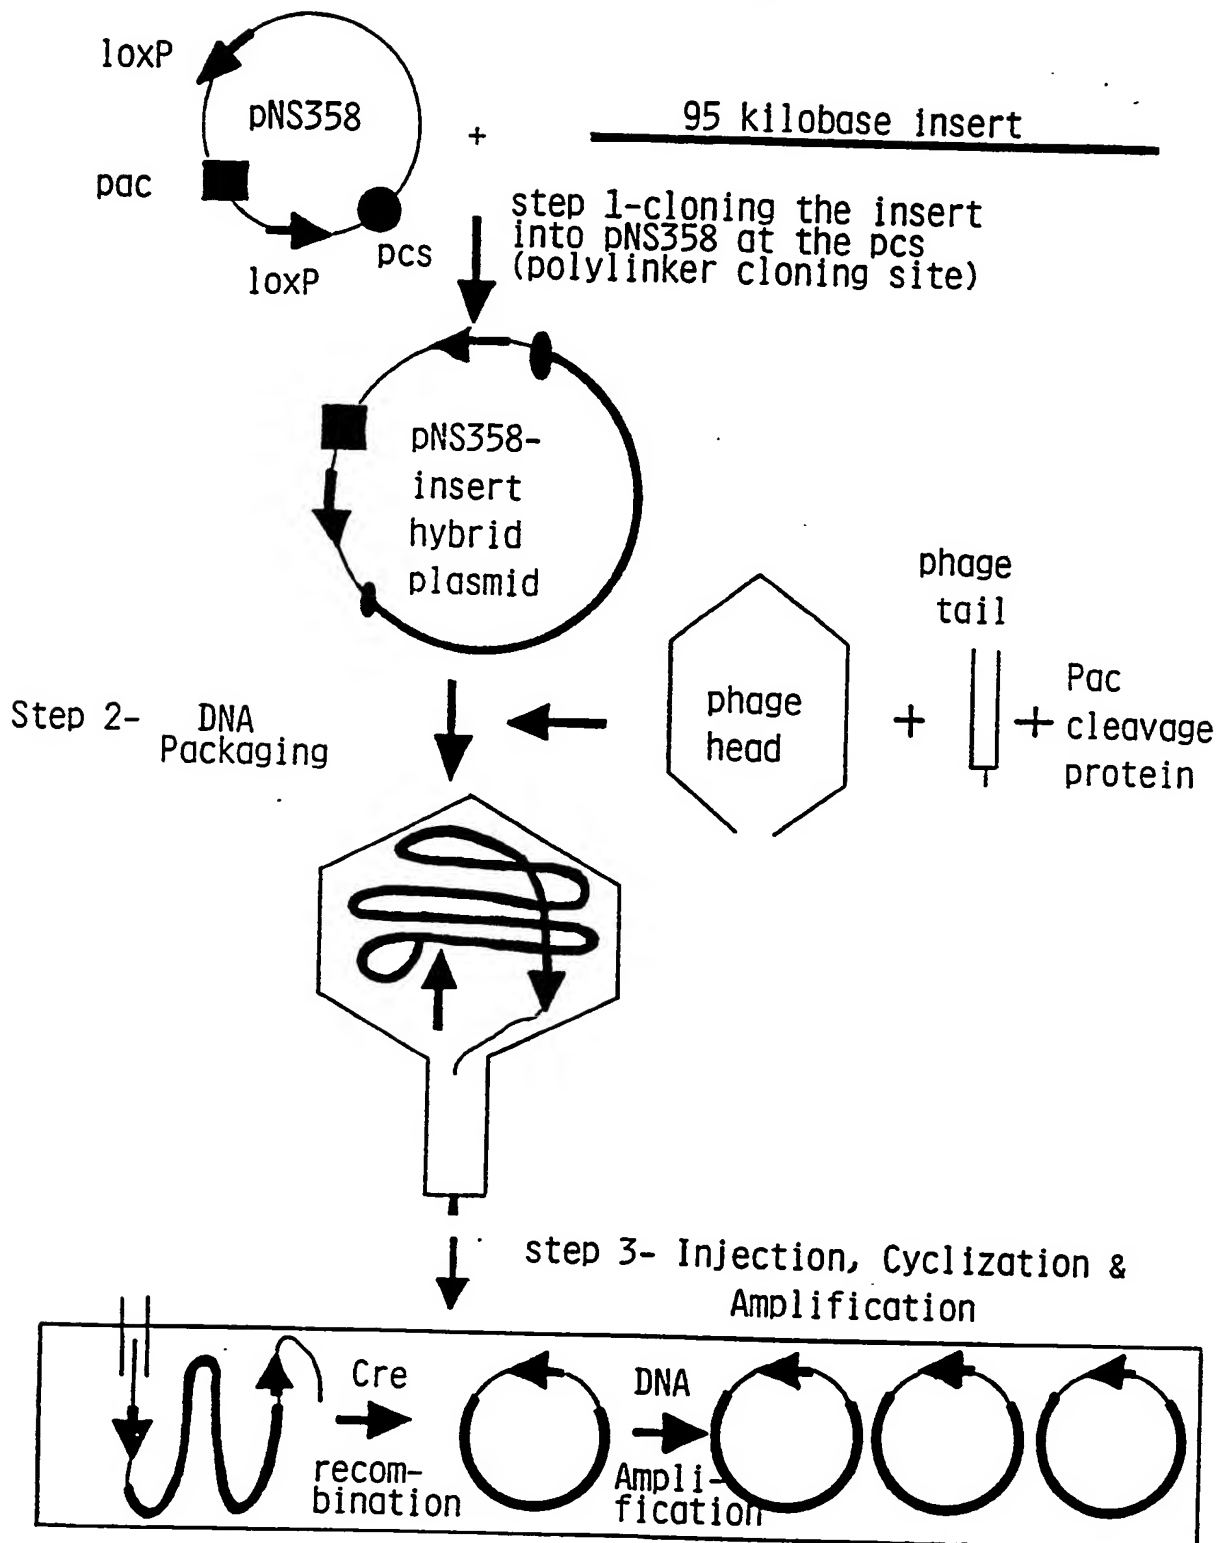 loxP
pNS358
+
95 kilobase insert
pac
pcs
loxP
step 1-cloning the insert
into pNS358 at the pcs
(polylinker cloning site)
pNS358-
insert
hybrid
plasmid
phage
tail
phage
head
+
+
Pac
cleavage
protein
Step 2- DNA
Packaging
step 3- Injection, Cyclization &
Amplification
Cre
recom-
bination
DNA
Ampli-
fication